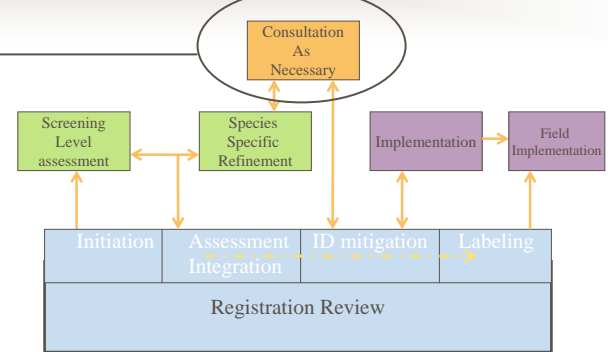 Consultation
As
Necessary
Screening
Level
assessment
Species
Specific
Refinement
Implementation
Field
Implementation
Initiation
Assessment
Integration
ID mitigation
Labeling
Registration Review